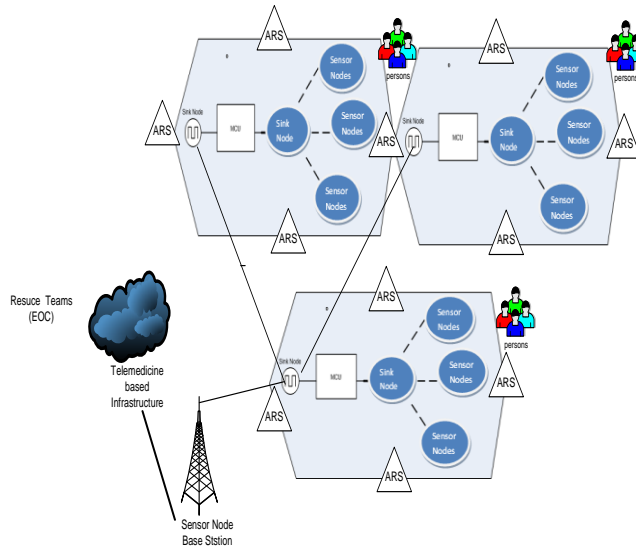 ARS
ARS
Sensor
Nodes
persons
Sensor
Nodes
persons
Sink Node
MCU
Sink
Node
Sensor
Nodes
ARS
ARS
Sink Node
MCU
Sink
Node
Sensor
Nodes
ARS
Sensor
Nodes
Sensor
Nodes
ARS
ARS
ARS
Resuce Teams
(EOC)
Sensor
Nodes
persons
Sink Node
MCU
Sink
Node
Sensor
Nodes
ARS
ARS
Sensor
Nodes
ARS
Telemedicine
based
Infrastructure
Sensor Node
Base Ststion